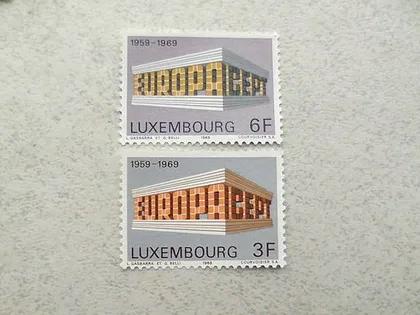 1959-1969
EUROPA CEPT
LUXEMBOURG 6F
L. GASBARRA ET G. BELLI 1969 COURVOISIER S.A.
1959-1969
EUROPA CEPT
LUXEMBOURG 3F
L. GASBARRA ET G. BELLI 1969 COURVOISIER S.A.